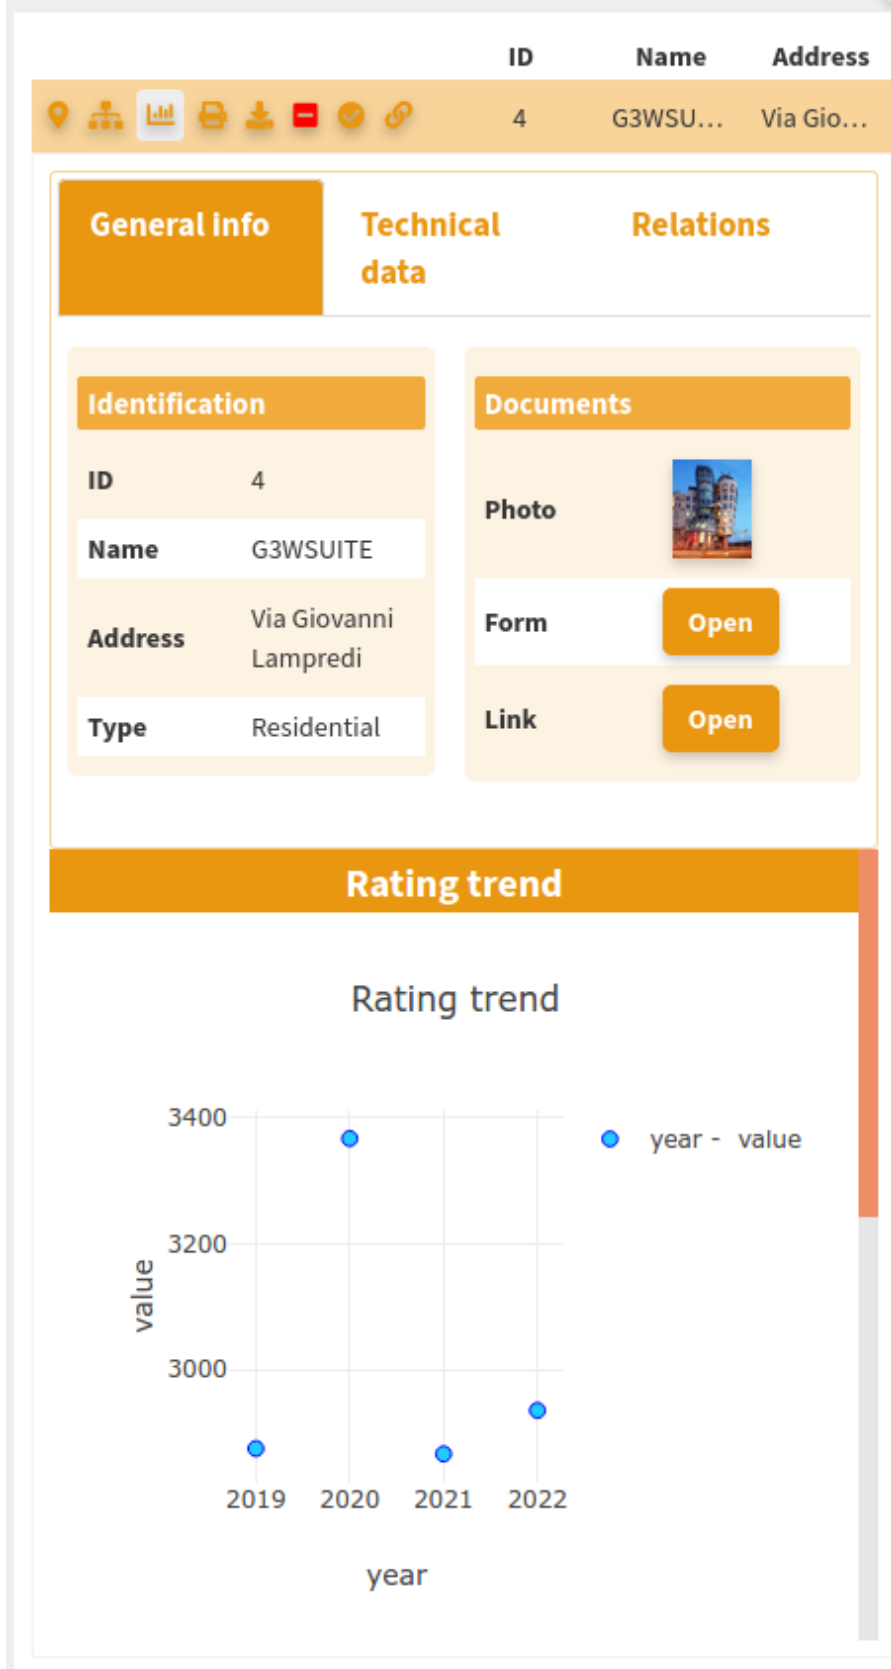 ID Name Address
4 G3WSU... Via Gio...
General info Technical data Relations
Identification
ID 4
Name G3WSUITE
Address Via Giovanni
Lampredi
Type Residential
Documents
Photo
Form Open
Link Open
Rating trend
Rating trend
3400
3200
3000
value
year - value
2019 2020 2021 2022
year